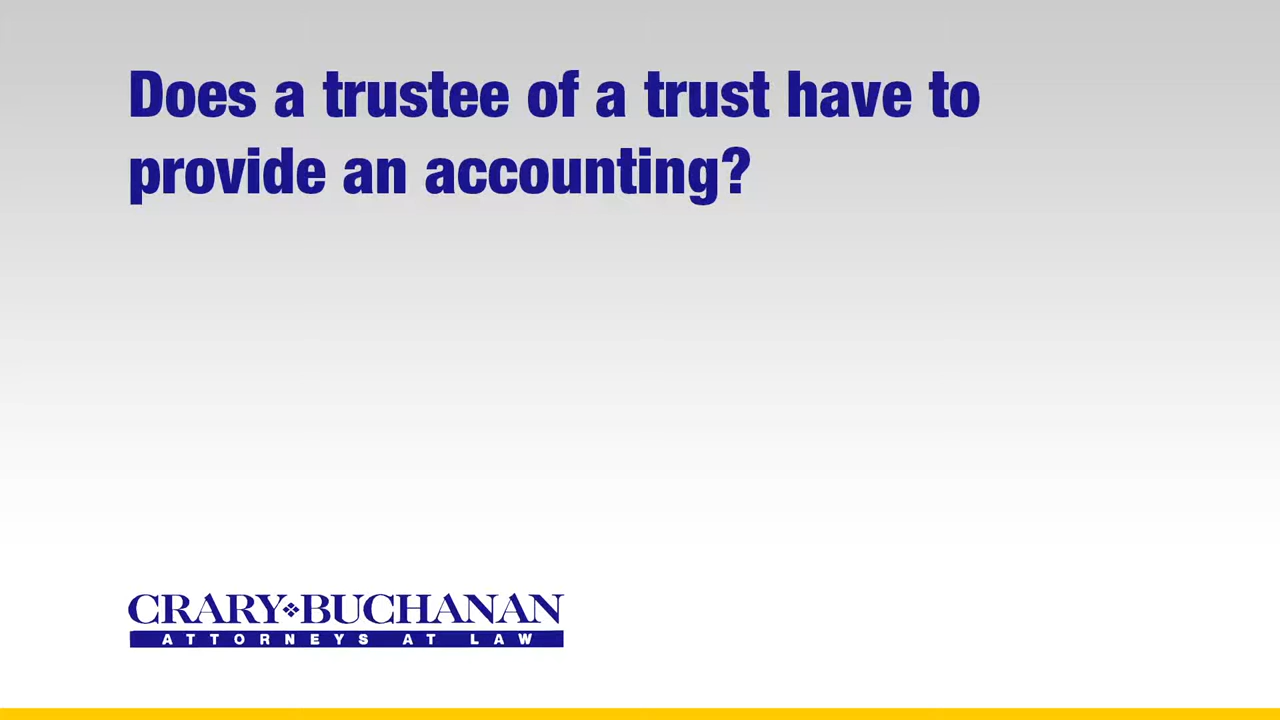 Does a trustee of a trust have to
provide an accounting?
CRARY❖BUCHANAN
ATTORNEYS AT LAW